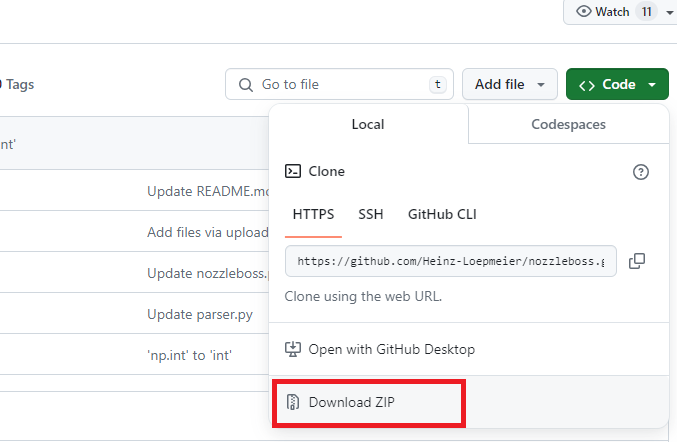 Watch 11
Tags
Go to file t
Add file
<> Code
Local
Codespaces
int'
Clone
Update README.md
HTTPS
SSH
GitHub CLI
Add files via upload
https://github.com/Heinz-Loepmeier/nozzleboss.g
Update nozzleboss.p
Clone using the web URL.
Update parser.py
Open with GitHub Desktop
'np.int' to 'int'
Download ZIP